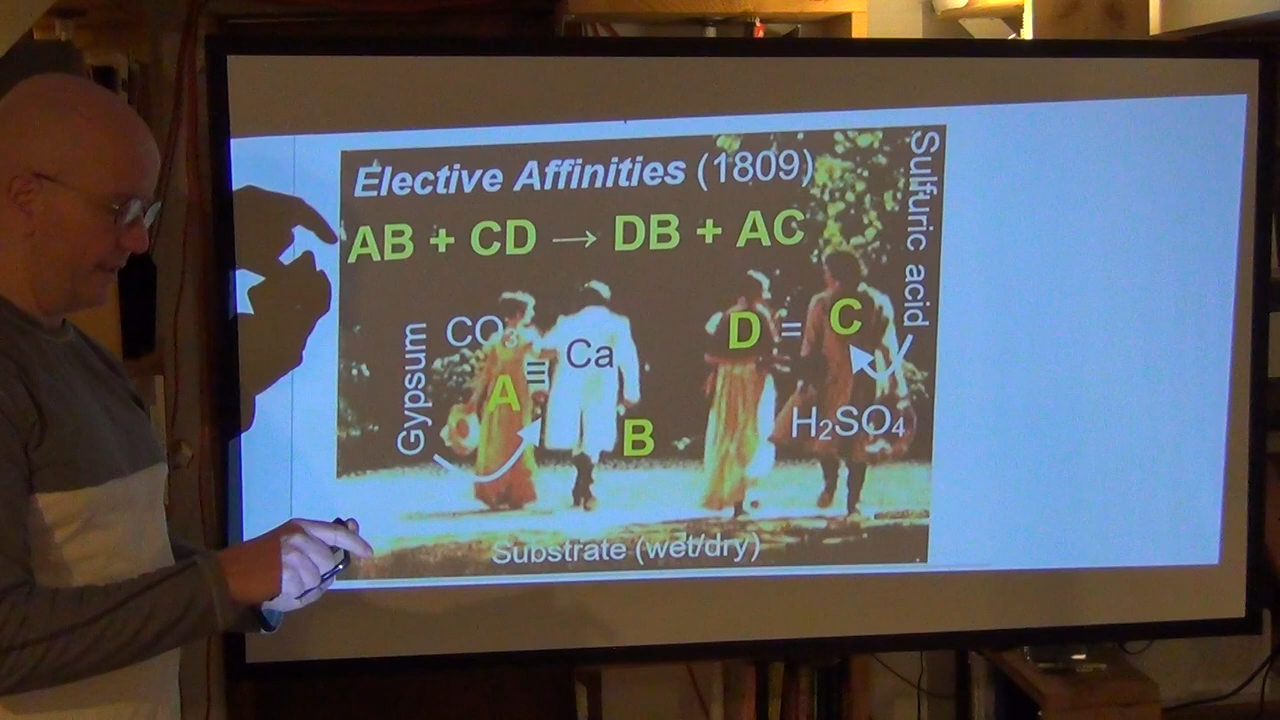 Elective Affinities (1809)
AB + CD → DB + AC
Sulfuric acid
Gypsum
CO₃
A
≡
Ca
B
D
=
C
H₂SO₄
Substrate (wet/dry)